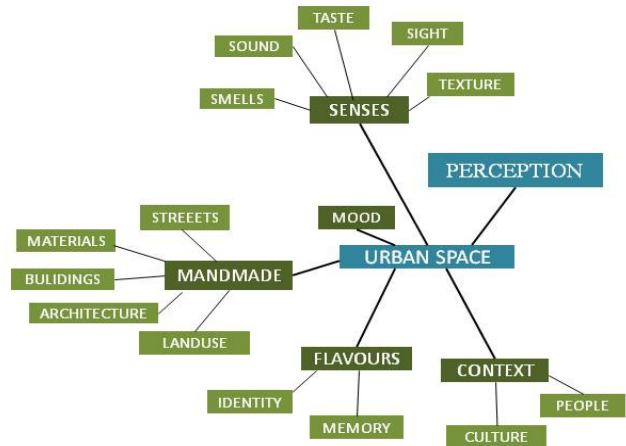 TASTE
SIGHT
SOUND
TEXTURE
SMELLS
SENSES
PERCEPTION
MOOD
STREEETS
MATERIALS
URBAN SPACE
BULIDINGS
MANDMADE
ARCHITECTURE
LANDUSE
FLAVOURS
CONTEXT
IDENTITY
PEOPLE
MEMORY
CULTURE